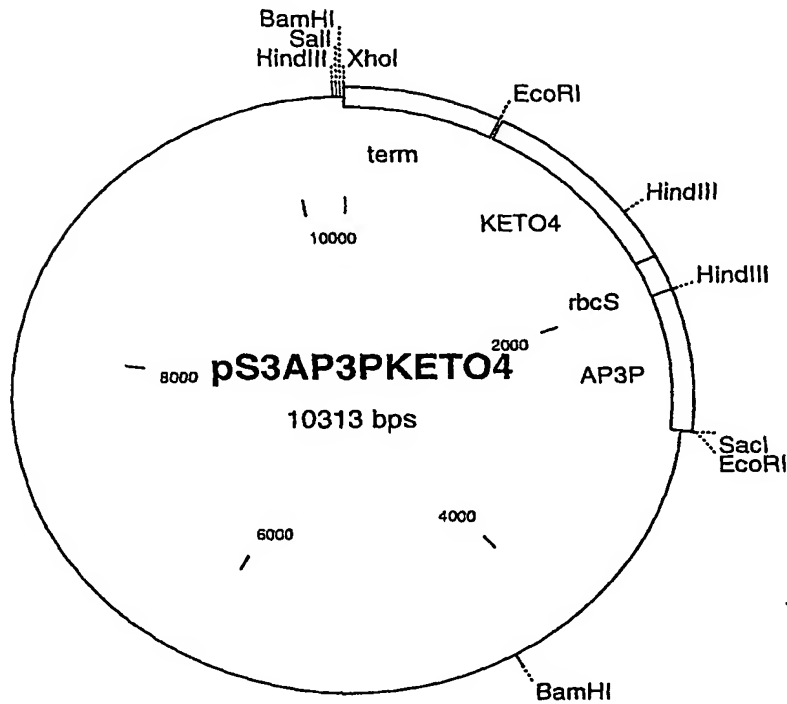 BamHI
SalI
HindIII
XhoI
EcoRI
term
HindIII
KETO4
10000
HindIII
rbcS
2000
AP3P
8000
pS3AP3PKETO4
10313 bps
SacI
EcoRI
4000
6000
BamHI